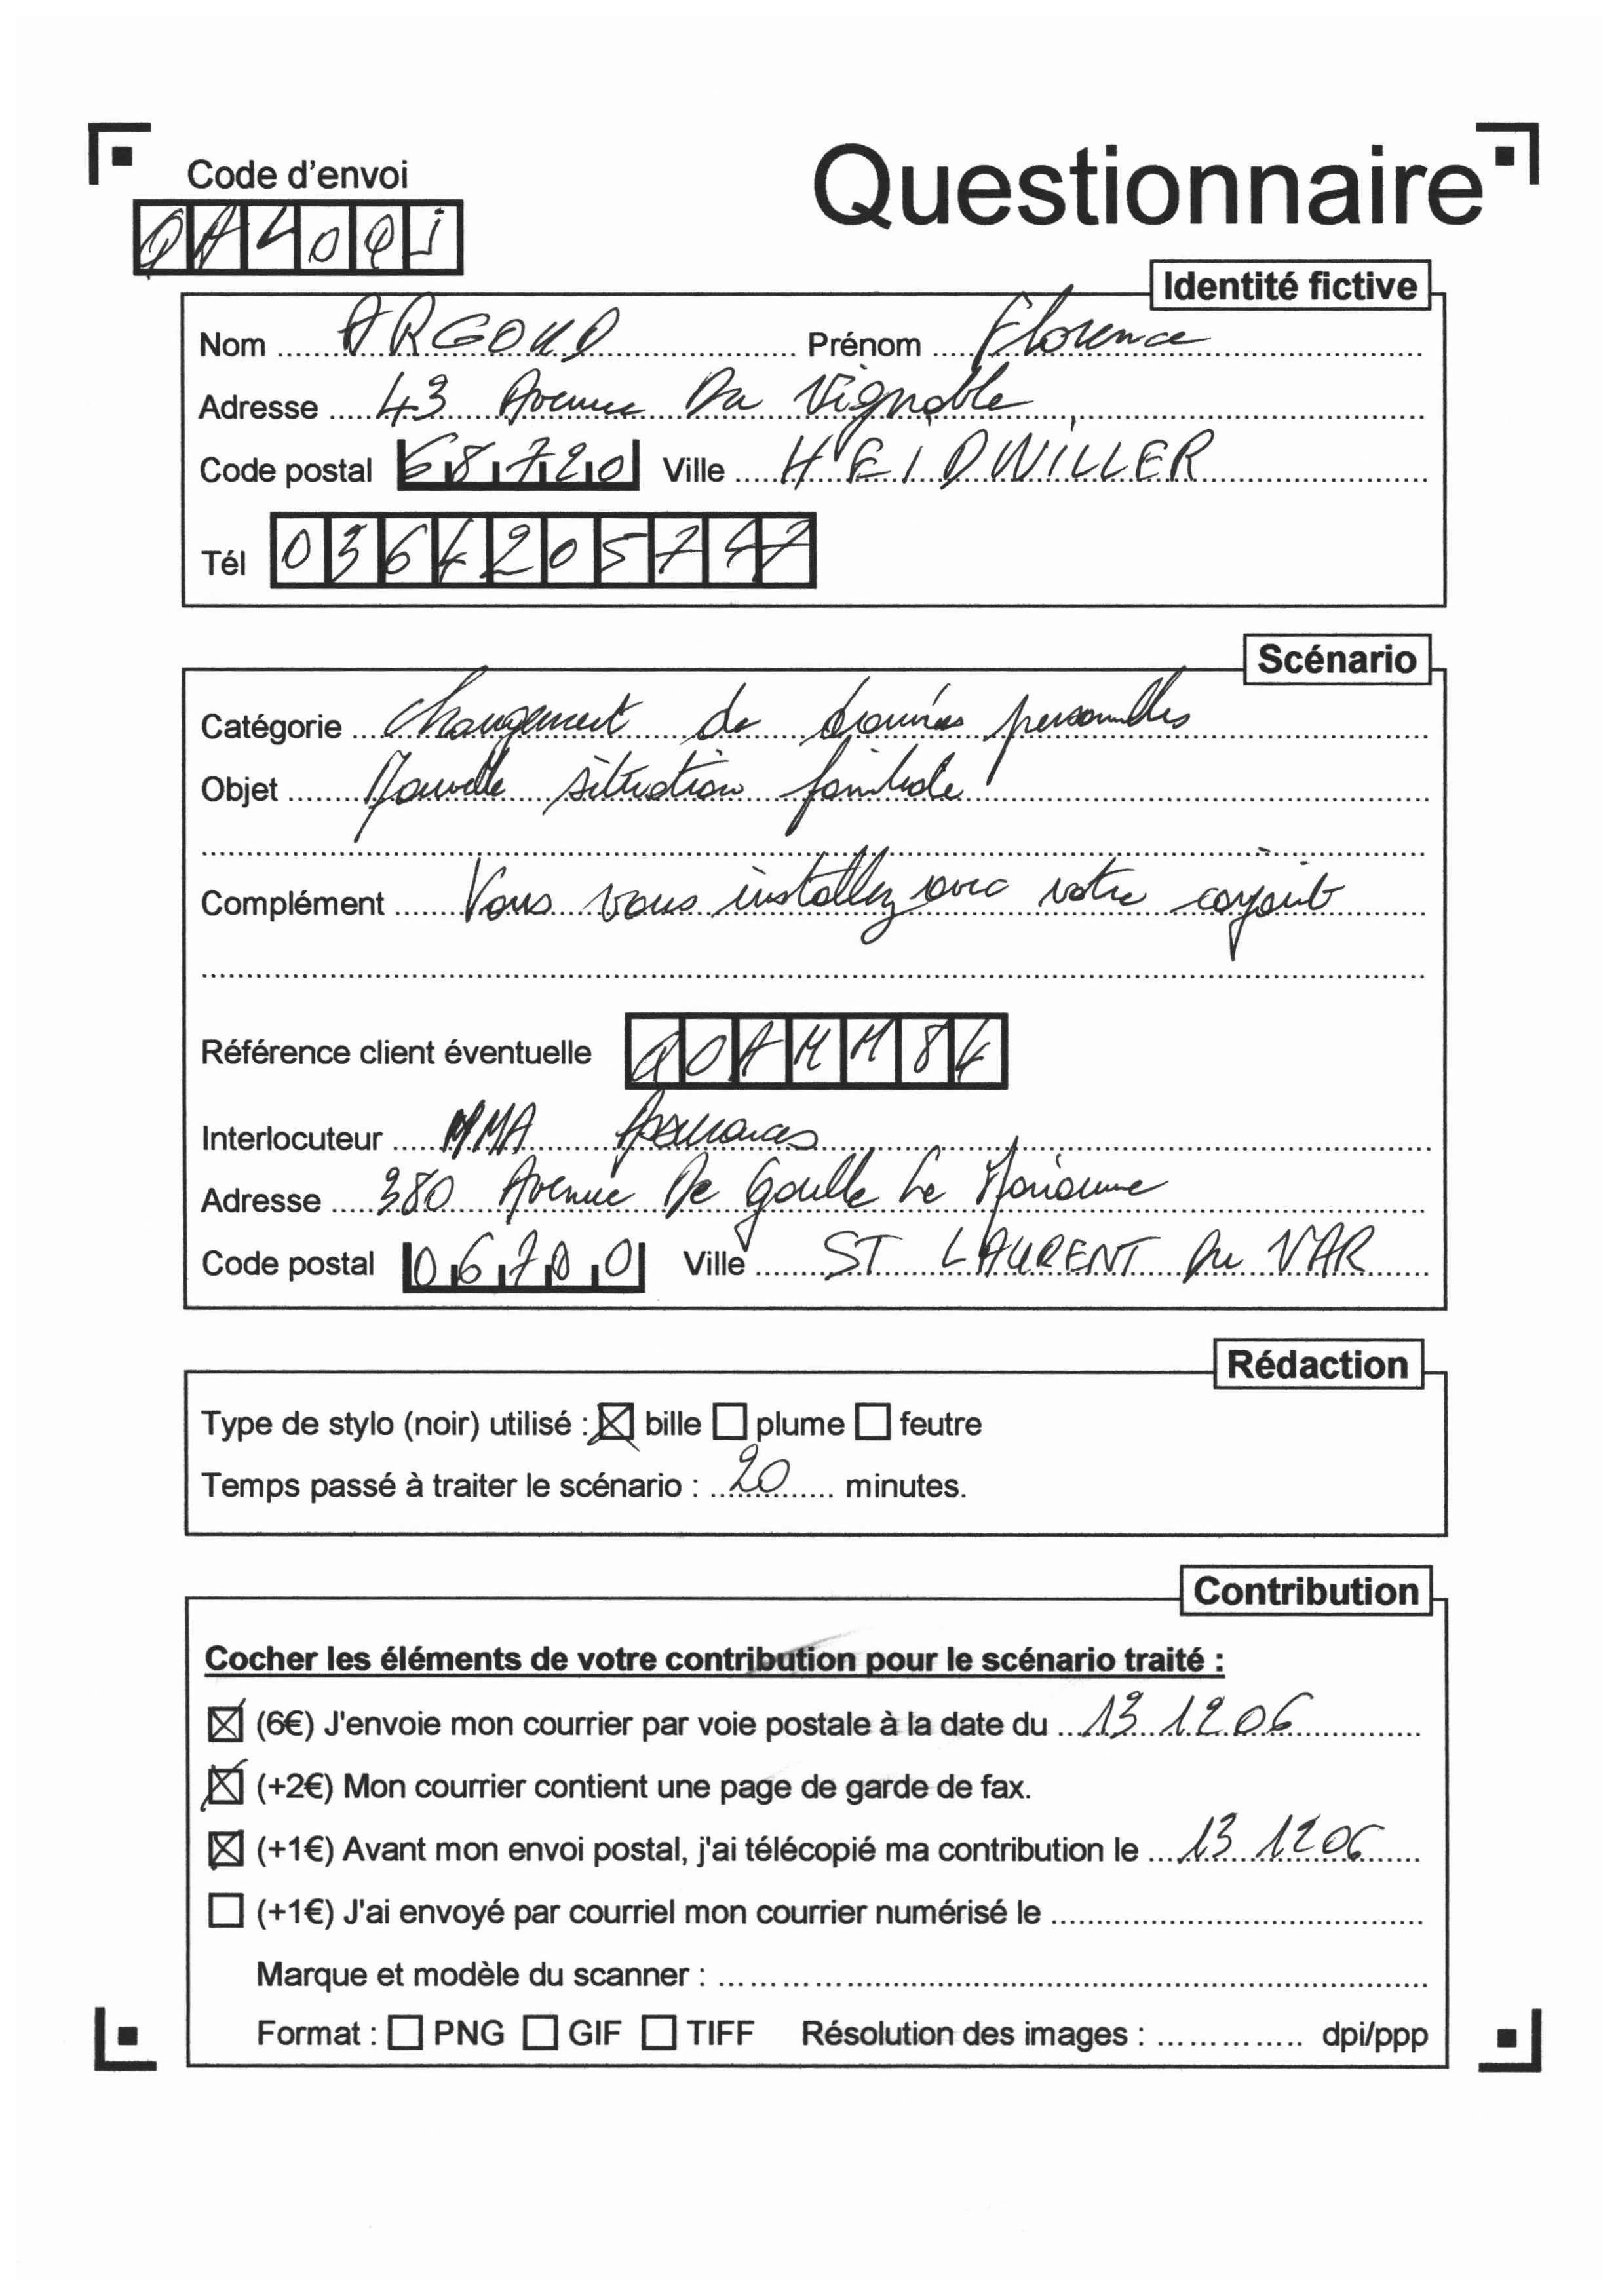 Questionnaire
Code d'envoi
Identité fictive
Nom ARGOUD Prénom Florence
Adresse 43 Avenue Du Vignoble
Code postal 68720 Ville HEIDWILLER
Tél 0364205747
Scénario
Catégorie Changement de données personnelles
Objet Nouvelle situation familiale
Complément Vous vous installez avec votre conjoint
Référence client éventuelle
Interlocuteur MMA Assurances
Adresse 380 Avenue De Gaulle Le
Code postal 06700 Ville ST LAURENT Du VAR
Rédaction
Type de stylo (noir) utilisé : ☒ bille ☐ plume ☐ feutre
Temps passé à traiter le scénario : 20 minutes.
Contribution
Cocher les éléments de votre contribution pour le scénario traité :
☒ (6€) J'envoie mon courrier par voie postale à la date du 13 12 06
☒ (+2€) Mon courrier contient une page de garde de fax.
☒ (+1€) Avant mon envoi postal, j'ai télécopié ma contribution le 13 12 06
☐ (+1€) J'ai envoyé par courriel mon courrier numérisé le
Marque et modèle du scanner :
Format : ☐ PNG ☐ GIF ☐ TIFF Résolution des images : dpi/ppp